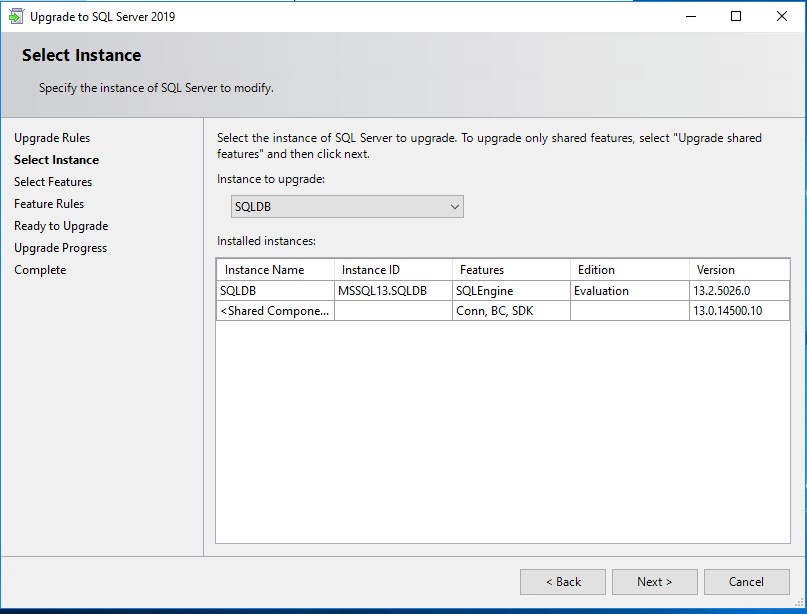 Upgrade to SQL Server 2019
Select Instance
Specify the instance of SQL Server to modify.
Upgrade Rules
Select Instance
Select Features
Feature Rules
Ready to Upgrade
Upgrade Progress
Complete
Select the instance of SQL Server to upgrade. To upgrade only shared features, select "Upgrade shared
features" and then click next.
Instance to upgrade:
SQLDB
Installed instances:
Instance Name Instance ID Features Edition Version
SQLDB MSSQL13.SQLDB SQLEngine Evaluation 13.2.5026.0
<Shared Compone... Conn, BC, SDK 13.0.14500.10
< Back Next > Cancel